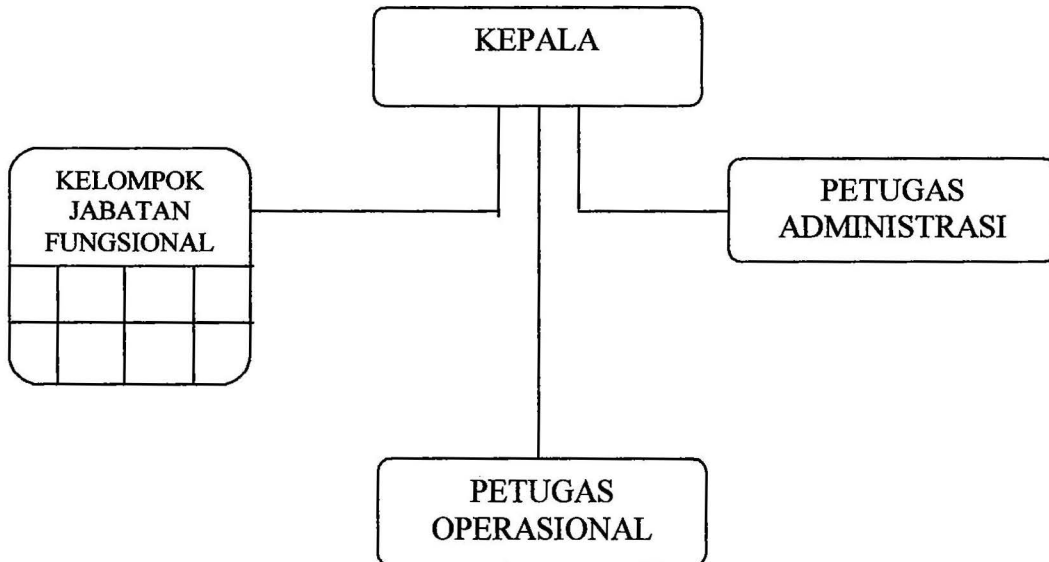 KEPALA
KELOMPOK
JABATAN
FUNGSIONAL
PETUGAS
ADMINISTRASI
PETUGAS
OPERASIONAL